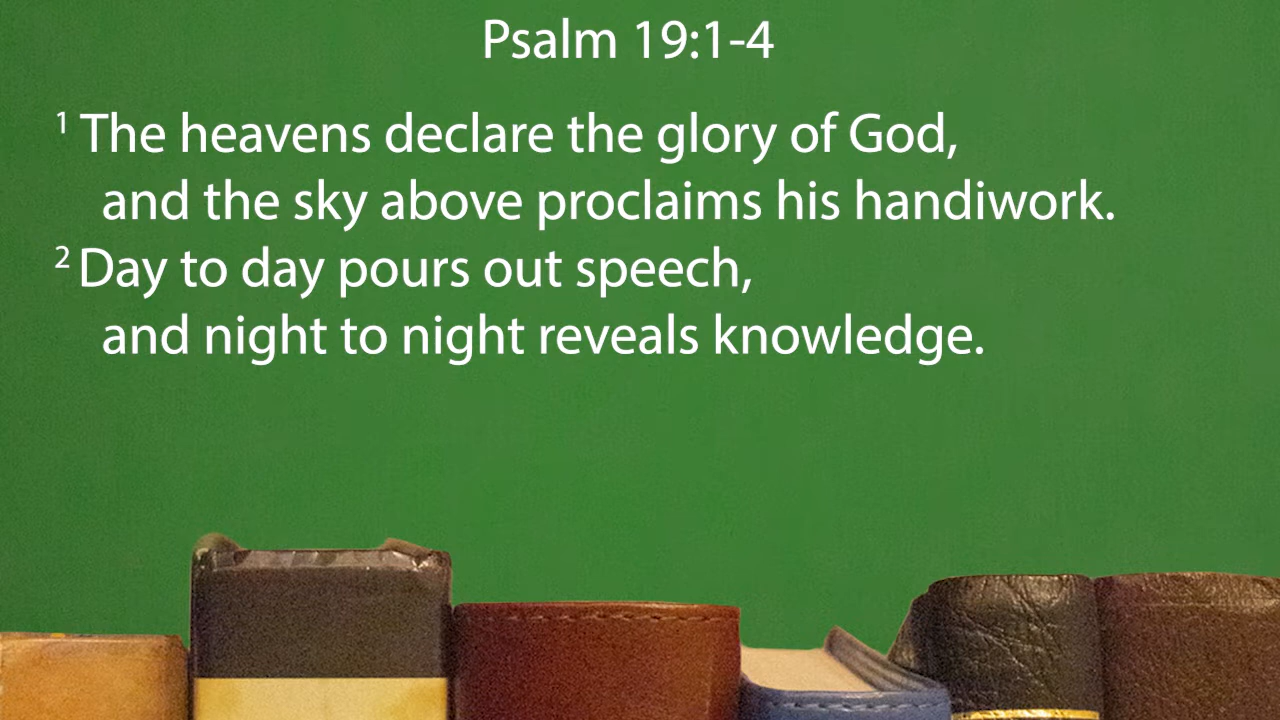 Psalm 19:1-4
1 The heavens declare the glory of God,
and the sky above proclaims his handiwork.
2 Day to day pours out speech,
and night to night reveals knowledge.